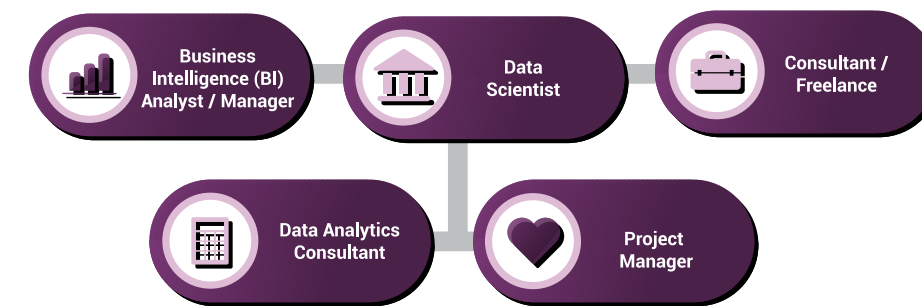 Business
Intelligence (BI)
Analyst / Manager
Data
Scientist
Consultant /
Freelance
Data Analytics
Consultant
Project
Manager